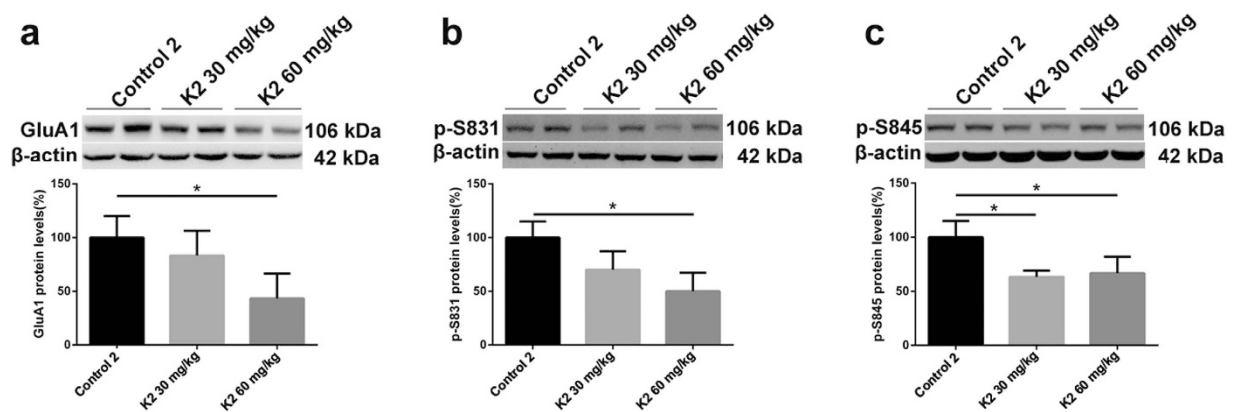 a
Control 2
K2 30 mg/kg
K2 60 mg/kg
GluA1
106 kDa
β-actin
42 kDa
GluA1 protein levels(%)
150
100
50
0
*
Control 2
K2 30 mg/kg
K2 60 mg/kg
b
Control 2
K2 30 mg/kg
K2 60 mg/kg
p-S831
106 kDa
β-actin
42 kDa
p-S831 protein levels(%)
150
100
50
0
*
Control 2
K2 30 mg/kg
K2 60 mg/kg
c
Control 2
K2 30 mg/kg
K2 60 mg/kg
p-S845
106 kDa
β-actin
42 kDa
p-S845 protein levels(%)
150
100
50
0
*
*
Control 2
K2 30 mg/kg
K2 60 mg/kg